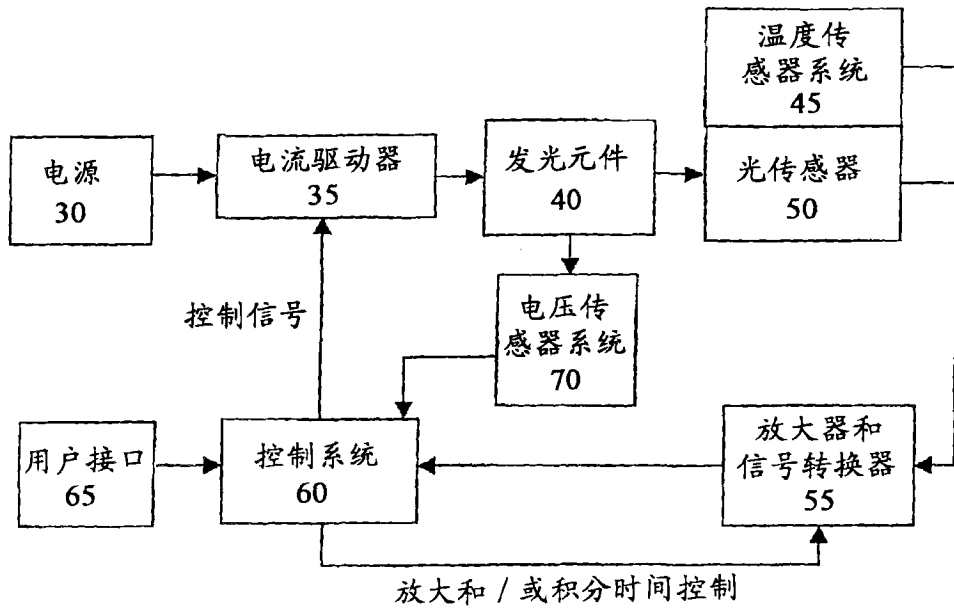 温度传
感器系统
45
电源
30
电流驱动器
35
发光元件
40
光传感器
50
控制信号
电压传
感器系统
70
用户接口
65
控制系统
60
放大器和
信号转换器
55
放大和 / 或积分时间控制